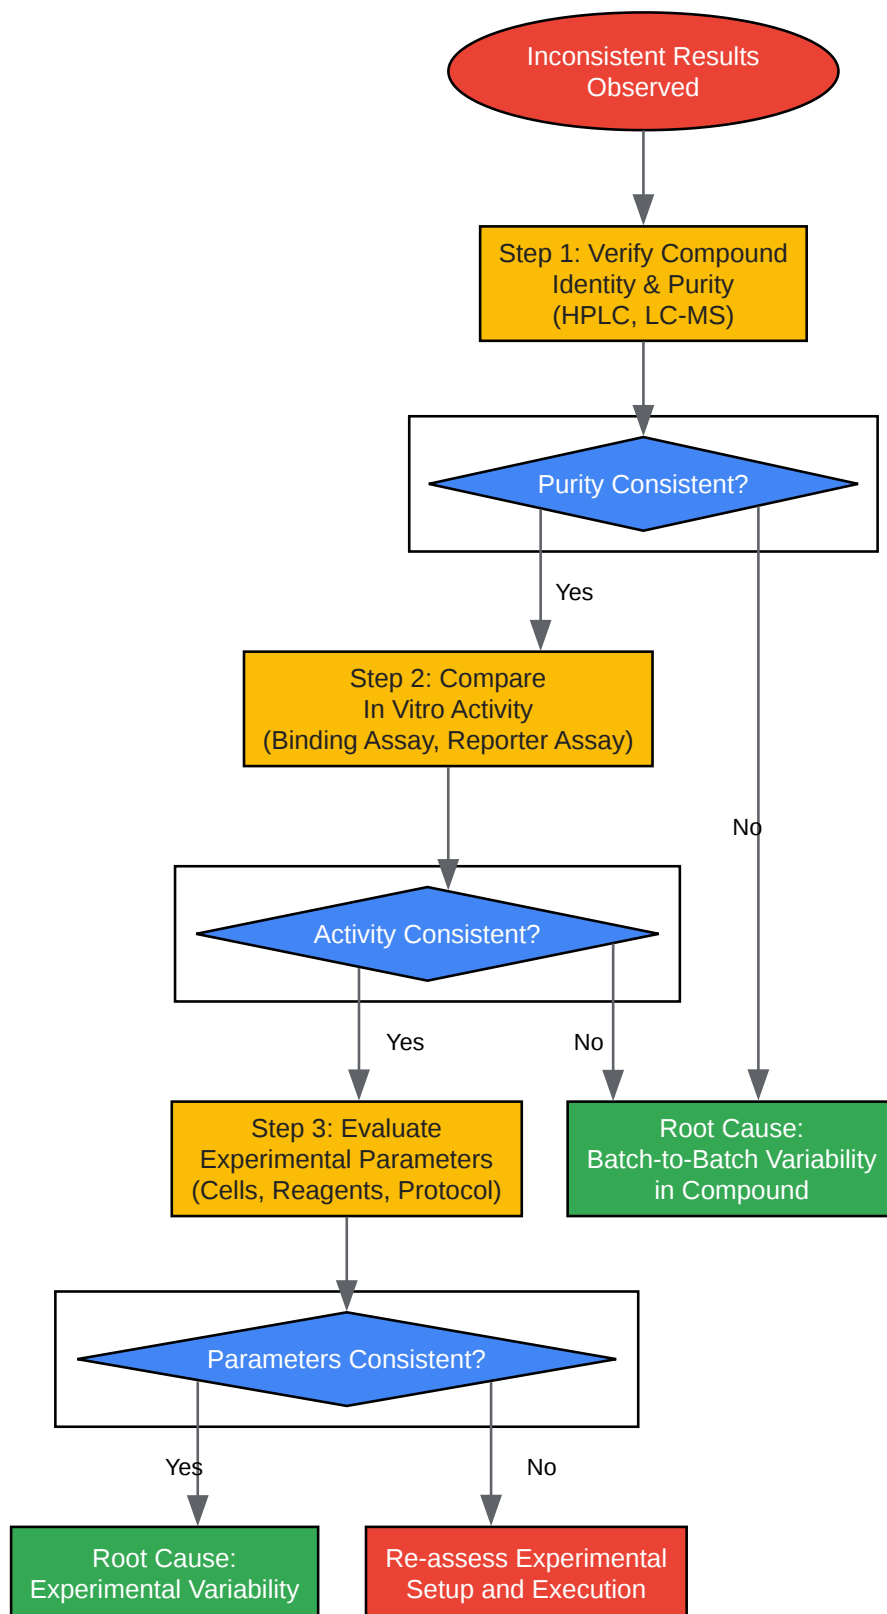 Inconsistent Results
Observed
Step 1: Verify Compound
Identity & Purity
(HPLC, LC-MS)
Purity Consistent?
Yes
Step 2: Compare
In Vitro Activity
(Binding Assay, Reporter Assay)
No
Activity Consistent?
Yes
No
Step 3: Evaluate
Experimental Parameters
(Cells, Reagents, Protocol)
Root Cause:
Batch-to-Batch Variability
in Compound
Parameters Consistent?
Yes
No
Root Cause:
Experimental Variability
Re-assess Experimental
Setup and Execution